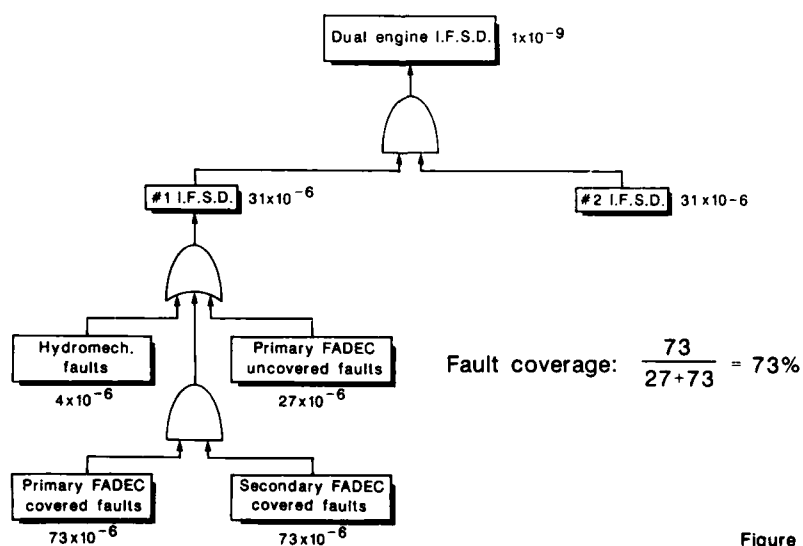 Dual engine I.F.S.D. 1x10⁻⁹
#1 I.F.S.D. 31x10⁻⁶
#2 I.F.S.D. 31x10-6
Hydromech.
faults
4x10⁻⁶
Primary FADEC
uncovered faults
27x10⁻⁶
Fault coverage: 73 / 27+73 = 73%
Primary FADEC
covered faults
73x10⁻⁶
Secondary FADEC
covered faults
73x10⁻⁶
Figure